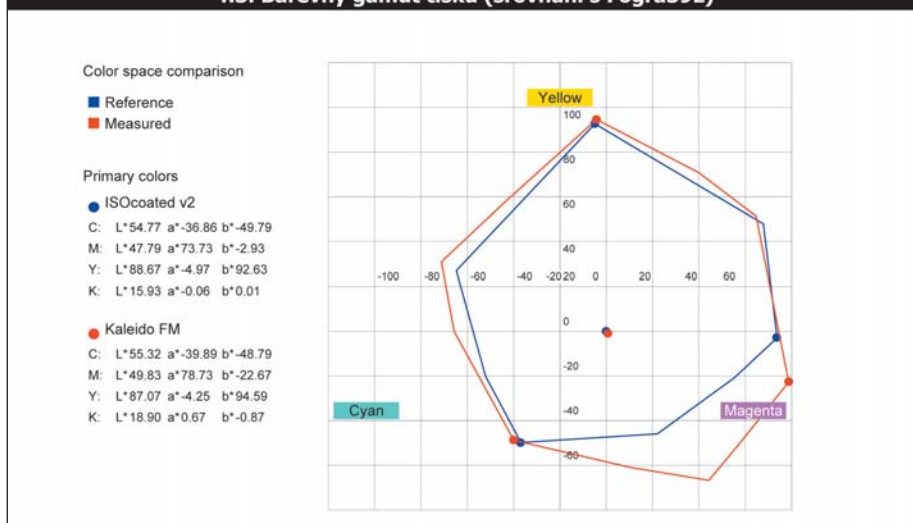 Color space comparison
Reference
Measured
Primary colors
ISOcoated v2
C: L*54.77 a*-36.86 b*-49.79
M: L*47.79 a*73.73 b*-2.93
Y: L*88.67 a*-4.97 b*92.63
K: L*15.93 a*-0.06 b*0.01
Kaleido FM
C: L*55.32 a*-39.89 b*-48.79
M: L*49.83 a*78.73 b*-22.67
Y: L*87.07 a*-4.25 b*94.59
K: L*18.90 a*0.67 b*-0.87
Yellow
100
80
60
40
-100 -80 -60 -40 -20 20 0 20 40 60
0
-20
-40
-60
Cyan
Magenta